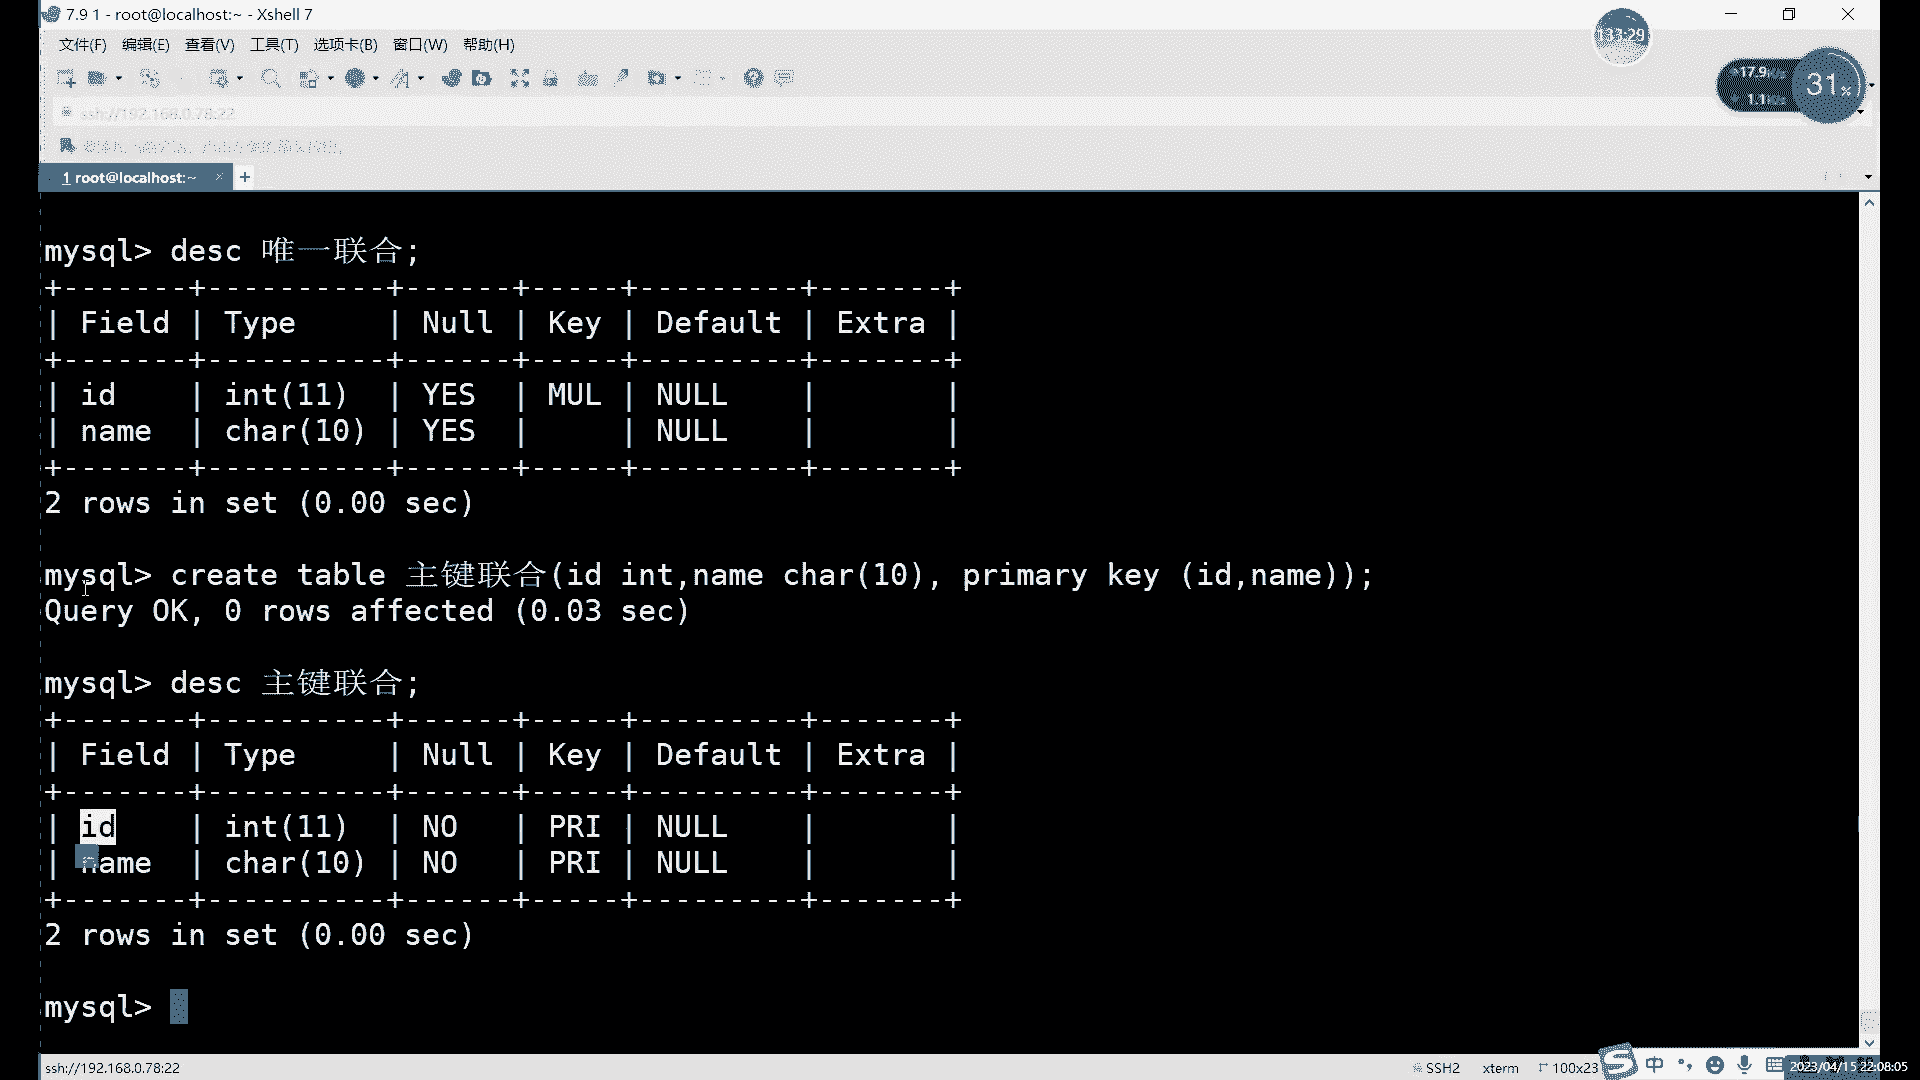 7.9 1 - root@localhost:~ - Xshell 7
文件(F) 编辑(E) 查看(V) 工具(T) 选项卡(B) 窗口(W) 帮助(H)
133:29
17.9K/s
1.1K/s
31%
ssh://192.168.0.78:22
1 root@localhost:~ × +
mysql> desc 唯一联合;
+-------+----------+------+-----+---------+-------+
| Field | Type     | Null | Key | Default | Extra |
+-------+----------+------+-----+---------+-------+
| id    | int(11)  | YES  | MUL | NULL    |       |
| name  | char(10) | YES  |     | NULL    |       |
+-------+----------+------+-----+---------+-------+
2 rows in set (0.00 sec)
mysql> create table 主键联合(id int,name char(10), primary key (id,name));
Query OK, 0 rows affected (0.03 sec)
mysql> desc 主键联合;
+-------+----------+------+-----+---------+-------+
| Field | Type     | Null | Key | Default | Extra |
+-------+----------+------+-----+---------+-------+
| id    | int(11)  | NO   | PRI | NULL    |       |
| name  | char(10) | NO   | PRI | NULL    |       |
+-------+----------+------+-----+---------+-------+
2 rows in set (0.00 sec)
mysql>
ssh://192.168.0.78:22 SSH2 xterm 100x23 中 2023/04/15 22:08:05